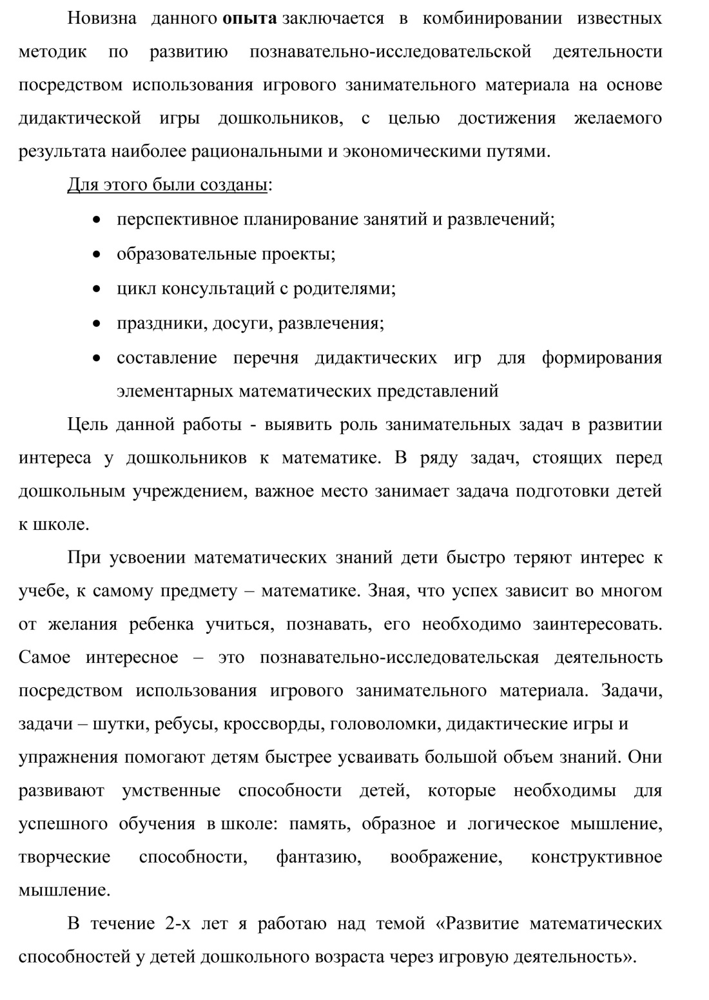 Новизна данного опыта заключается в комбинировании известных
методик по развитию познавательно-исследовательской деятельности
посредством использования игрового занимательного материала на основе
дидактической игры дошкольников, с целью достижения желаемого
результата наиболее рациональными и экономическими путями.
Для этого были созданы:
• перспективное планирование занятий и развлечений;
• образовательные проекты;
• цикл консультаций с родителями;
• праздники, досуги, развлечения;
• составление перечня дидактических игр для формирования
элементарных математических представлений
Цель данной работы - выявить роль занимательных задач в развитии
интереса у дошкольников к математике. В ряду задач, стоящих перед
дошкольным учреждением, важное место занимает задача подготовки детей
к школе.
При усвоении математических знаний дети быстро теряют интерес к
учебе, к самому предмету – математике. Зная, что успех зависит во многом
от желания ребенка учиться, познавать, его необходимо заинтересовать.
Самое интересное – это познавательно-исследовательская деятельность
посредством использования игрового занимательного материала. Задачи,
задачи – шутки, ребусы, кроссворды, головоломки, дидактические игры и
упражнения помогают детям быстрее усваивать большой объем знаний. Они
развивают умственные способности детей, которые необходимы для
успешного обучения в школе: память, образное и логическое мышление,
творческие способности, фантазию, воображение, конструктивное
мышление.
В течение 2-х лет я работаю над темой «Развитие математических
способностей у детей дошкольного возраста через игровую деятельность».